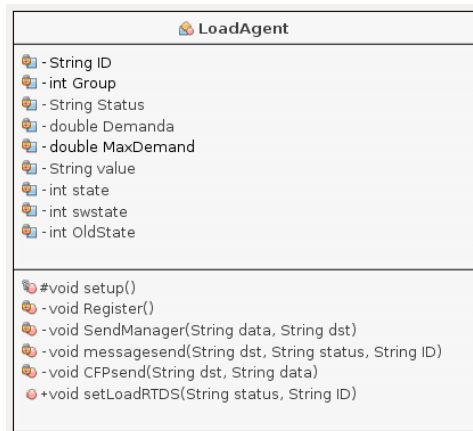 LoadAgent
- String ID
- int Group
- String Status
- double Demanda
- double MaxDemand
- String value
- int state
- int swstate
- int OldState
#void setup()
- void Register()
- void SendManager(String data, String dst)
- void messagesend(String dst, String status, String ID)
- void CFPsend(String dst, String data)
+void setLoadRTDS(String status, String ID)